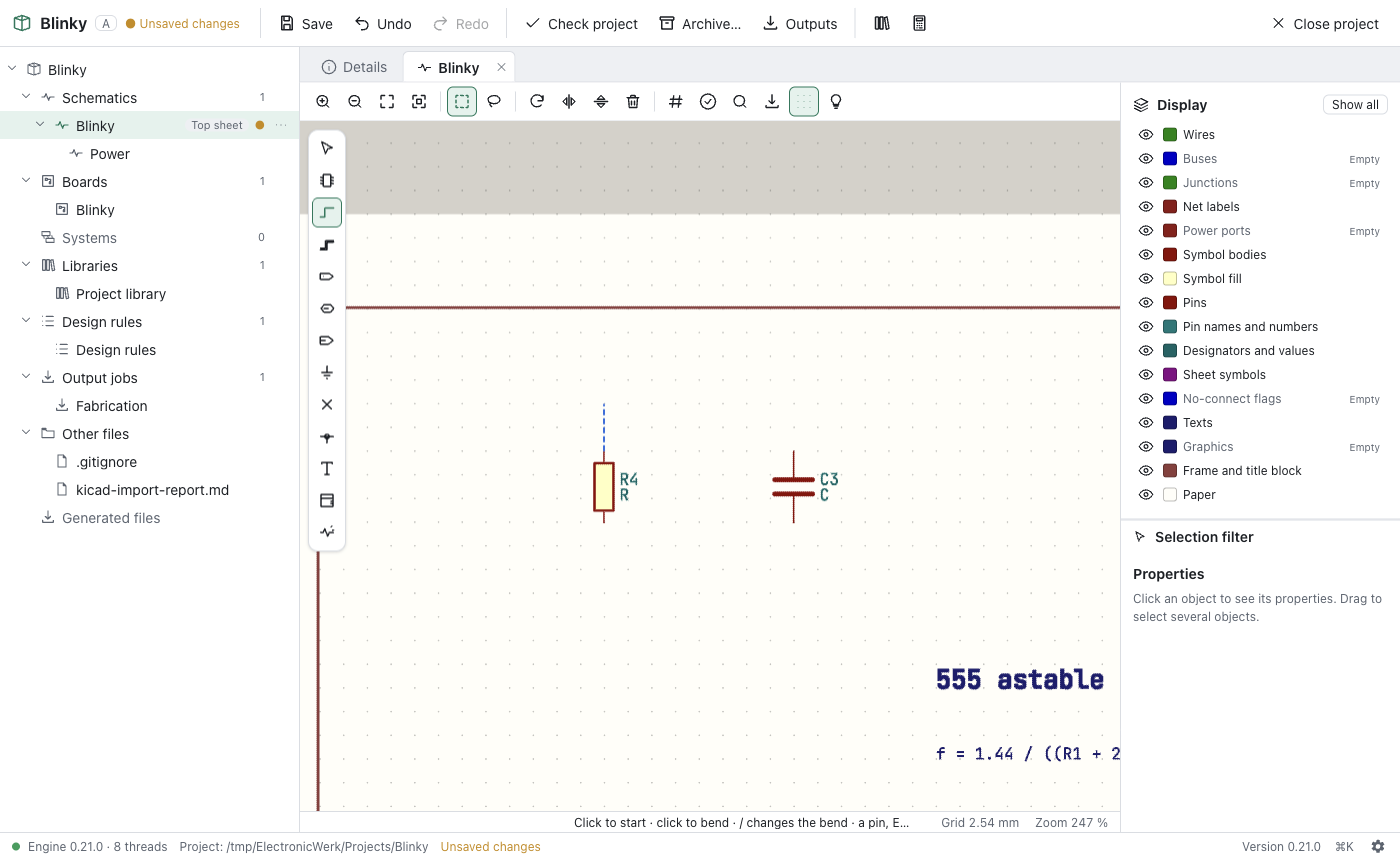 Blinky A Unsaved changes Save Undo Redo Check project Archive... Outputs Close project
Blinky
Schematics 1
Blinky Top sheet
Power
Boards 1
Blinky
Systems 0
Libraries 1
Project library
Design rules 1
Design rules
Output jobs 1
Fabrication
Other files
.gitignore
kicad-import-report.md
Generated files
Details Blinky
R4
R
C3
C
555 astable
f = 1.44 / ((R1 + 2
Click to start · click to bend · / changes the bend · a pin, E... Grid 2.54 mm Zoom 247 %
Display Show all
Wires
Buses Empty
Junctions Empty
Net labels
Power ports Empty
Symbol bodies
Symbol fill
Pins
Pin names and numbers
Designators and values
Sheet symbols
No-connect flags Empty
Texts
Graphics Empty
Frame and title block
Paper
Selection filter
Properties
Click an object to see its properties. Drag to
select several objects.
Engine 0.21.0 · 8 threads Project: /tmp/ElectronicWerk/Projects/Blinky Unsaved changes Version 0.21.0 ⌘K